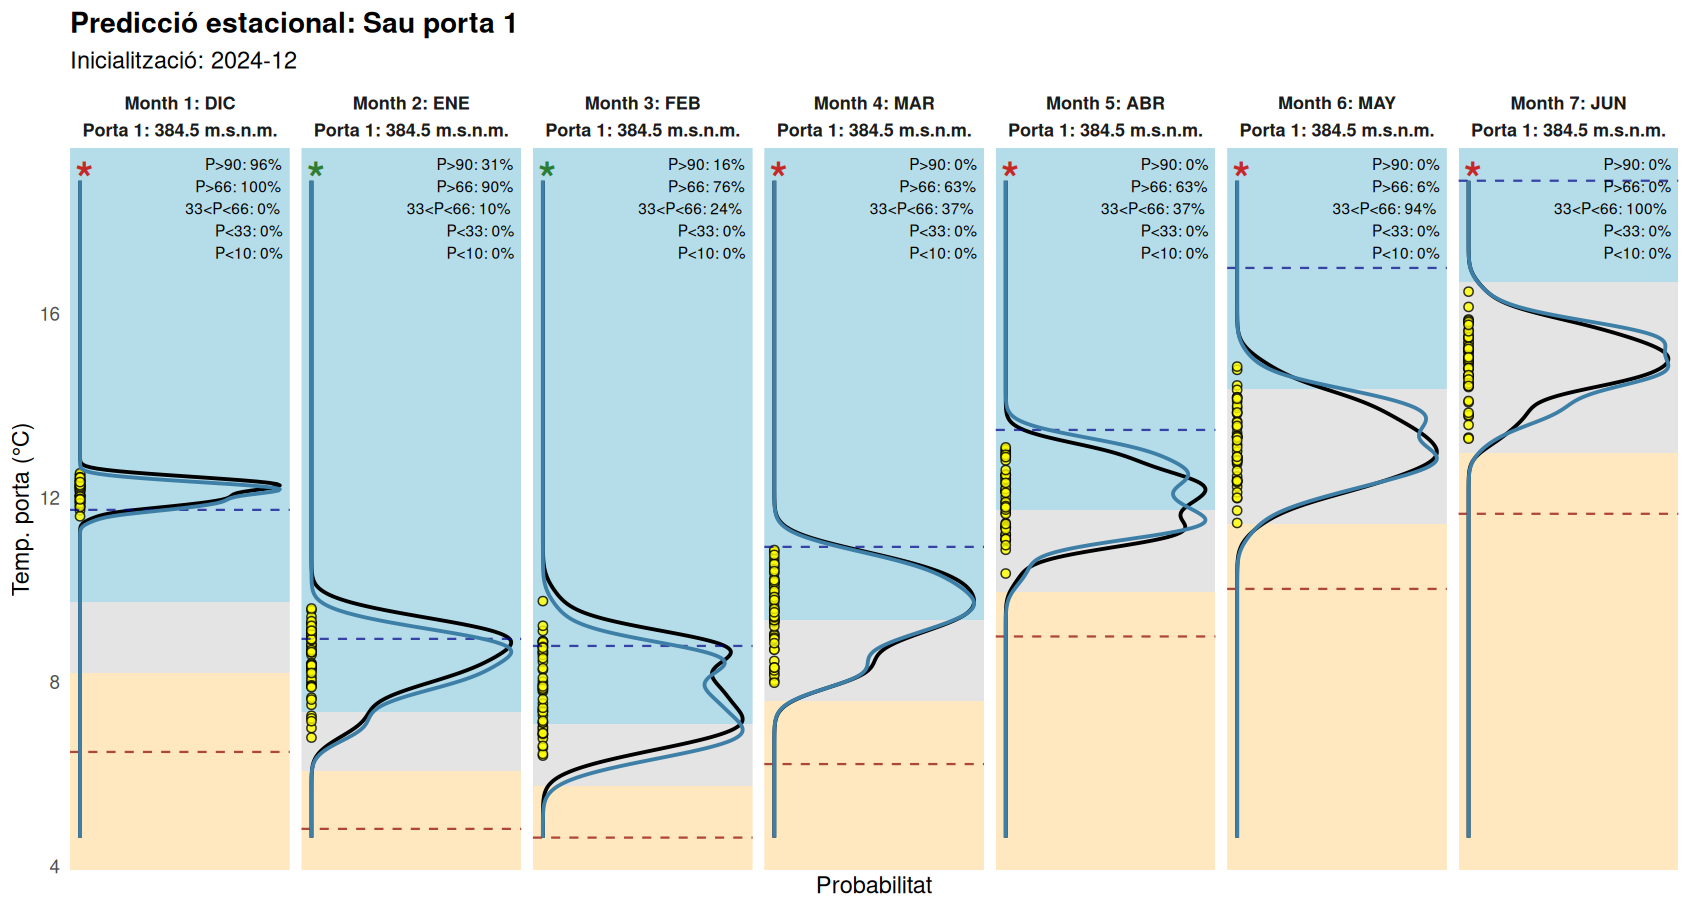 Predicció estacional: Sau porta 1
Inicialització: 2024-12
Month 1: DIC
Porta 1: 384.5 m.s.n.m.
Month 2: ENE
Porta 1: 384.5 m.s.n.m.
Month 3: FEB
Porta 1: 384.5 m.s.n.m.
Month 4: MAR
Porta 1: 384.5 m.s.n.m.
Month 5: ABR
Porta 1: 384.5 m.s.n.m.
Month 6: MAY
Porta 1: 384.5 m.s.n.m.
Month 7: JUN
Porta 1: 384.5 m.s.n.m.
*
P>90: 96%
P>66: 100%
33<P<66: 0%
P<33: 0%
P<10: 0%
*
P>90: 31%
P>66: 90%
33<P<66: 10%
P<33: 0%
P<10: 0%
*
P>90: 16%
P>66: 76%
33<P<66: 24%
P<33: 0%
P<10: 0%
*
P>90: 0%
P>66: 63%
33<P<66: 37%
P<33: 0%
P<10: 0%
*
P>90: 0%
P>66: 63%
33<P<66: 37%
P<33: 0%
P<10: 0%
*
P>90: 0%
P>66: 6%
33<P<66: 94%
P<33: 0%
P<10: 0%
*
P>90: 0%
P>66: 0%
33<P<66: 100%
P<33: 0%
P<10: 0%
Temp. porta (°C)
16
12
8
4
Probabilitat